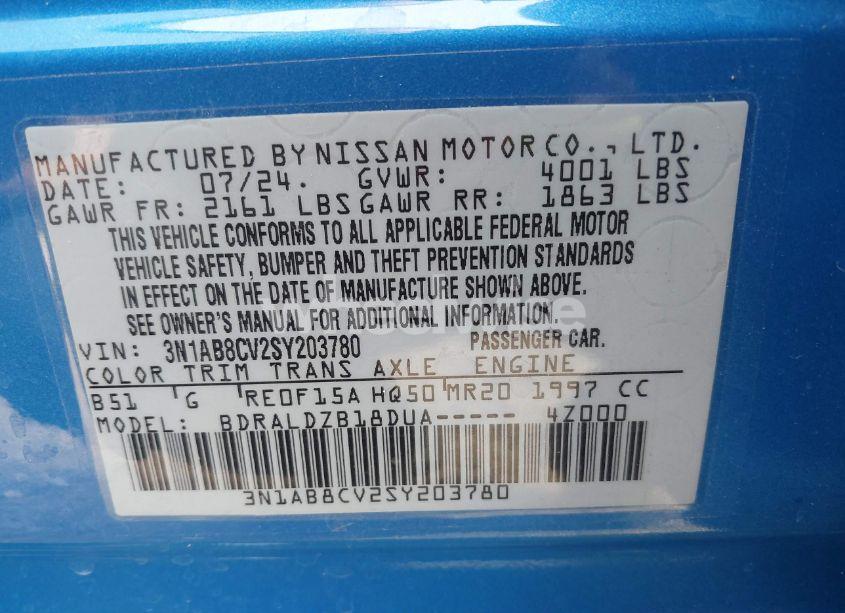 MANUFACTURED BY NISSAN MOTOR CO., LTD.
DATE: 07/24. GVWR: 4001 LBS
GAWR FR: 2161 LBS GAWR RR: 1863 LBS
THIS VEHICLE CONFORMS TO ALL APPLICABLE FEDERAL MOTOR
VEHICLE SAFETY, BUMPER AND THEFT PREVENTION STANDARDS
IN EFFECT ON THE DATE OF MANUFACTURE SHOWN ABOVE.
SEE OWNER'S MANUAL FOR ADDITIONAL INFORMATION.
VIN: 3N1AB8CV2SY203780 PASSENGER CAR.
COLOR TRIM TRANS AXLE ENGINE
B51 G RE0F15A HQ50 MR20 1997 CC
MODEL: BDRALDZB18DUA----- 4Z000
3N1AB8CV2SY203780